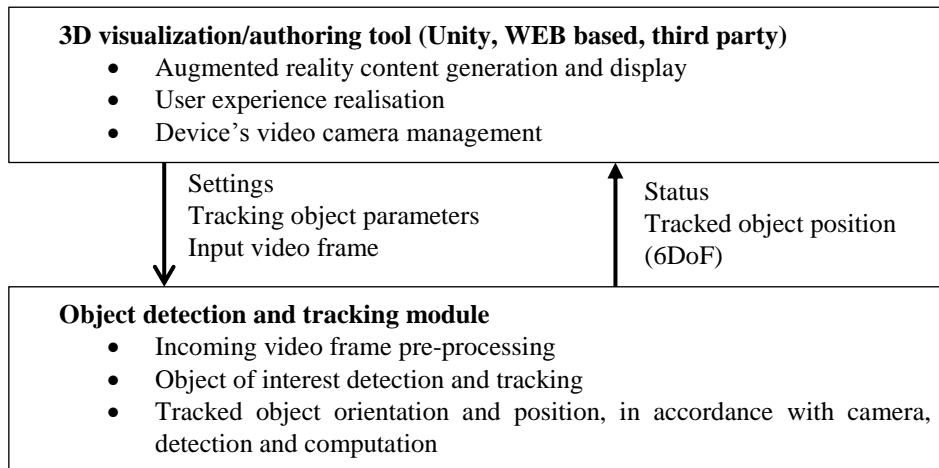 3D visualization/authoring tool (Unity, WEB based, third party)
• Augmented reality content generation and display
• User experience realisation
• Device’s video camera management
Settings
Tracking object parameters
Input video frame
Status
Tracked object position
(6DoF)
Object detection and tracking module
• Incoming video frame pre-processing
• Object of interest detection and tracking
• Tracked object orientation and position, in accordance with camera,
detection and computation